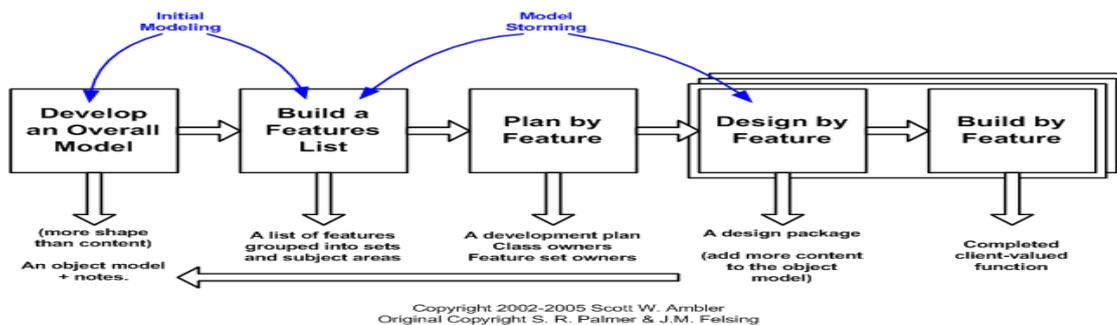 Initial
Modeling
Model
Storming
Develop
an Overall
Model
Build a
Features
List
Plan by
Feature
Design by
Feature
Build by
Feature
(more shape
than content)
An object model
+ notes.
A list of features
grouped into sets
and subject areas
A development plan
Class owners
Feature set owners
A design package
(add more content
to the object
model)
Completed
client-valued
function
Copyright 2002-2005 Scott W. Ambler
Original Copyright S. R. Palmer & J.M. Felsing